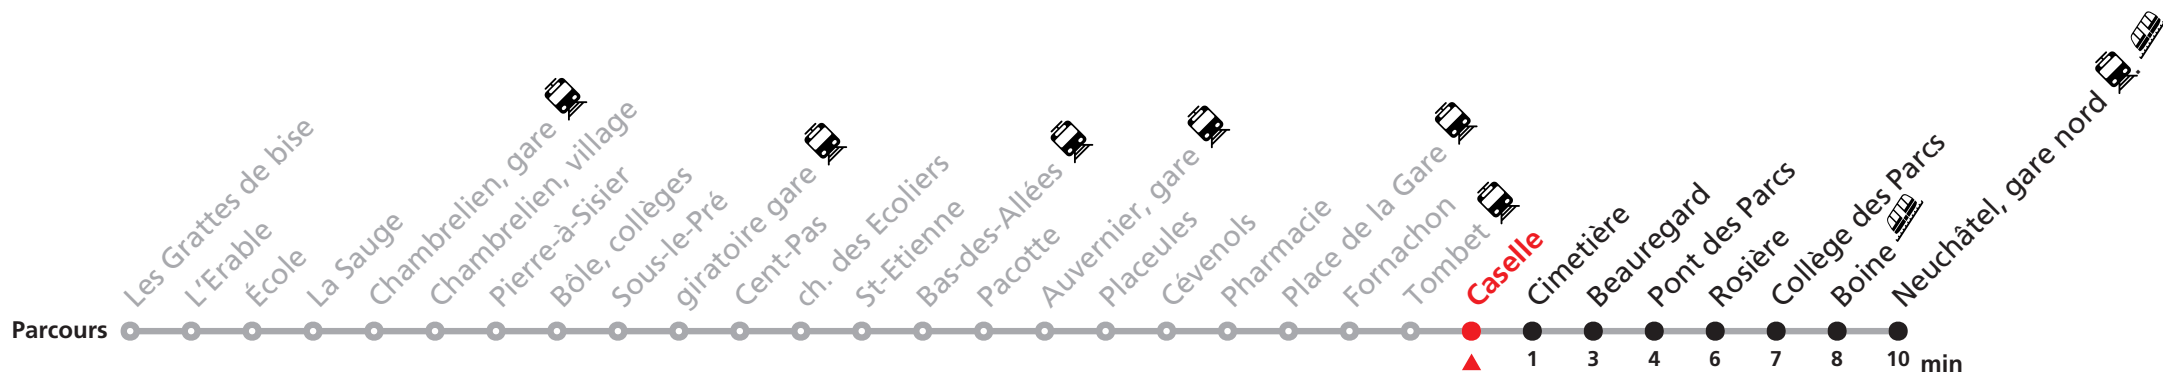 Les Grattes de bise
L'Erable
École
La Sauge
Chambrelien, gare
Chambrelien, village
Pierre-à-Sisier
Bôle, collèges
Sous-le-Pré
giratoire gare
Cent-Pas
ch. des Ecoliers
St-Etienne
Bas-des-Allées
Pacotte
Auvernier, gare
Placeules
Cévenols
Pharmacie
Place de la Gare
Fornachon
Tombet
Caselle
Cimetière
Beauregard
Pont des Parcs
Rosière
Collège des Parcs
Boine
Neuchâtel, gare nord
Parcours
1 3 4 6 7 8 10 min